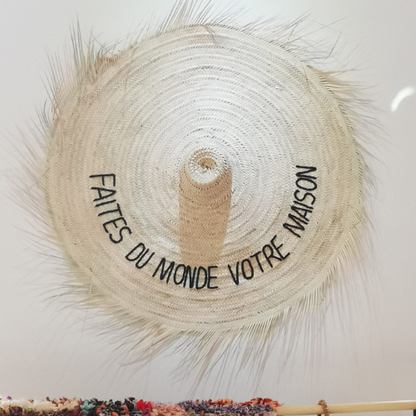 FAITES DU MONDE VOTRE MAISON